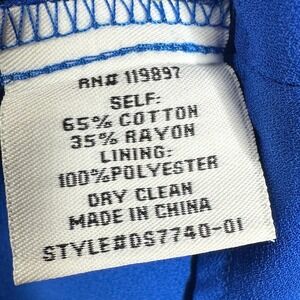 RN# 119897
SELF:
65% COTTON
35% RAYON
LINING:
100%POLYESTER
DRY CLEAN
MADE IN CHINA
STYLE#DS7740-01